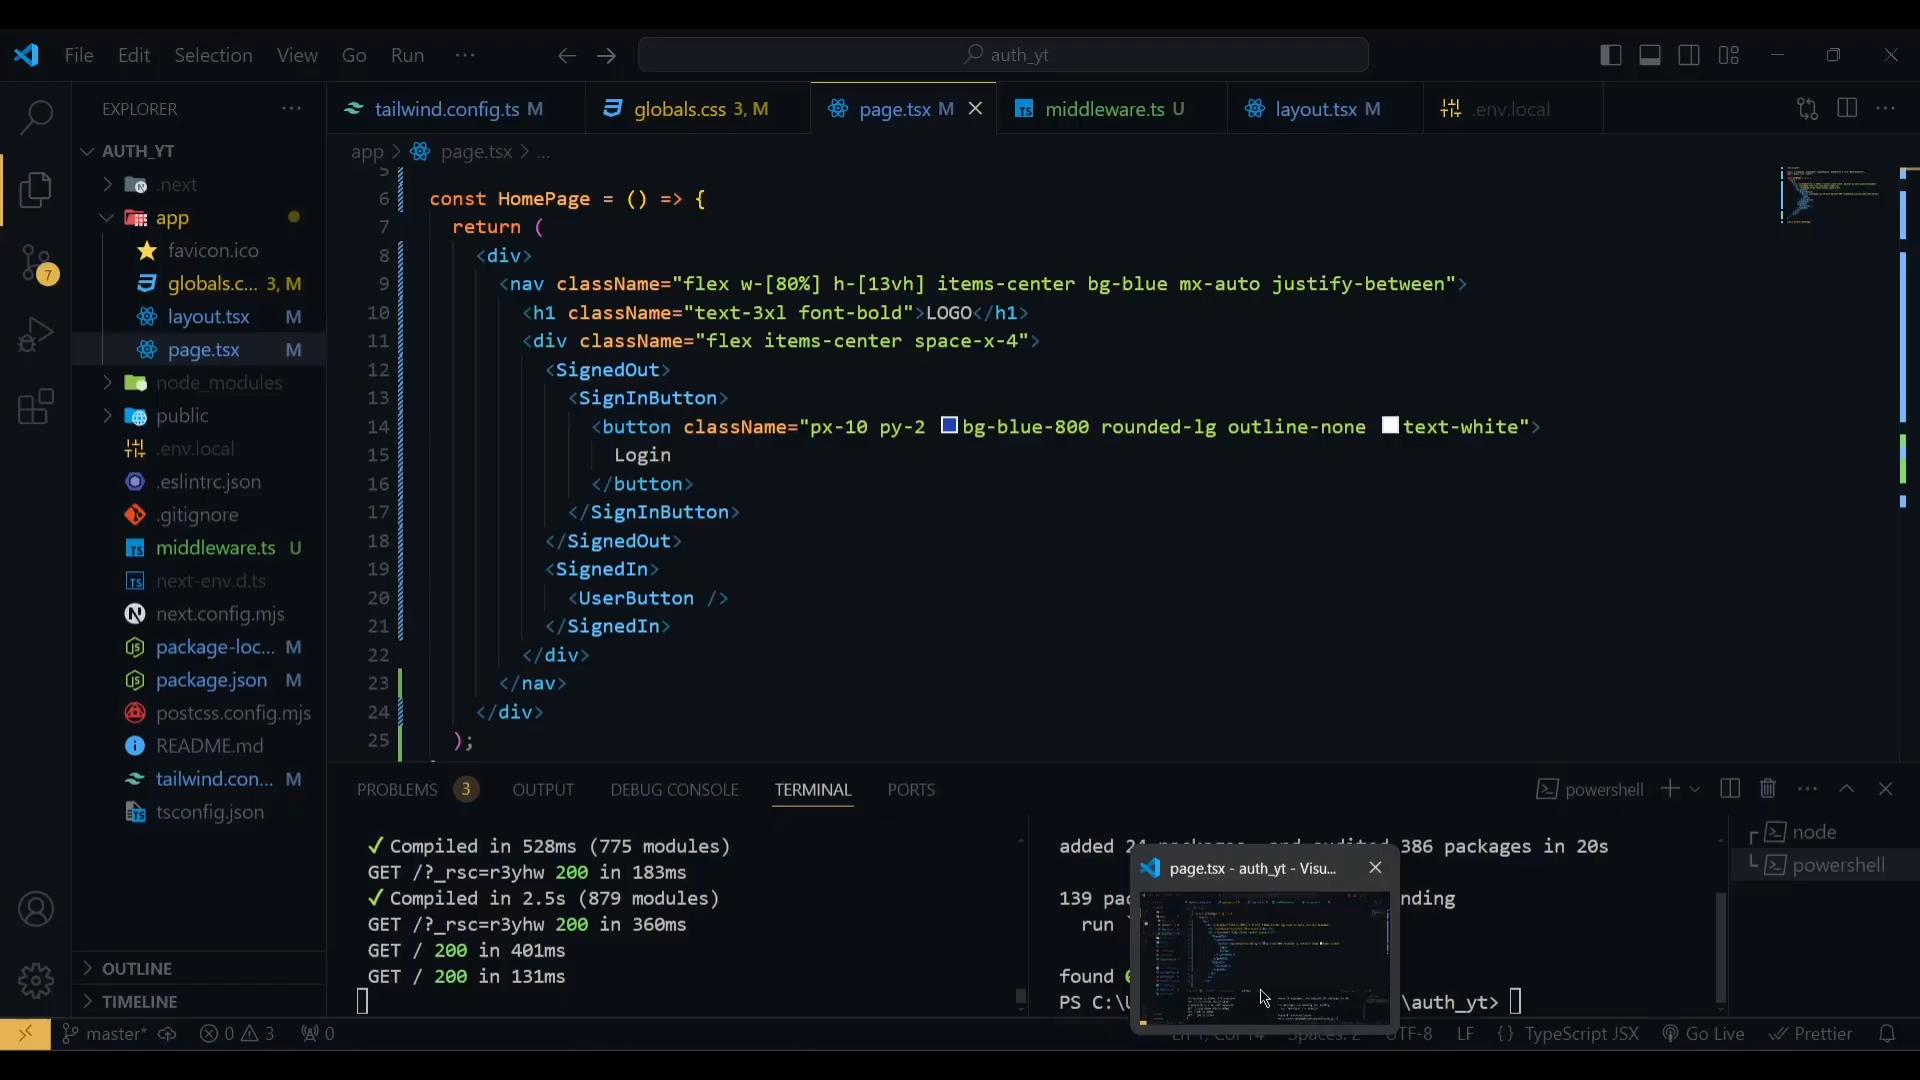 File Edit Selection View Go Run ···
auth_yt
EXPLORER ···
AUTH_YT
.next
app
favicon.ico
globals.c... 3, M
layout.tsx M
page.tsx M
node_modules
public
.env.local
.eslintrc.json
.gitignore
middleware.ts U
next-env.d.ts
next.config.mjs
package-loc... M
package.json M
postcss.config.mjs
README.md
tailwind.con... M
tsconfig.json
OUTLINE
TIMELINE
7
tailwind.config.ts M
globals.css 3, M
page.tsx M
middleware.ts U
layout.tsx M
.env.local
app > page.tsx > ...
5
6 const HomePage = () => {
7 return (
8 <div>
9 <nav className="flex w-[80%] h-[13vh] items-center bg-blue mx-auto justify-between">
10 <h1 className="text-3xl font-bold">LOGO</h1>
11 <div className="flex items-center space-x-4">
12 <SignedOut>
13 <SignInButton>
14 <button className="px-10 py-2 bg-blue-800 rounded-lg outline-none text-white">
15 Login
16 </button>
17 </SignInButton>
18 </SignedOut>
19 <SignedIn>
20 <UserButton />
21 </SignedIn>
22 </div>
23 </nav>
24 </div>
25 );
PROBLEMS 3 OUTPUT DEBUG CONSOLE TERMINAL PORTS
powershell
✓ Compiled in 528ms (775 modules)
GET /?_rsc=r3yhw 200 in 183ms
✓ Compiled in 2.5s (879 modules)
GET /?_rsc=r3yhw 200 in 360ms
GET / 200 in 401ms
GET / 200 in 131ms
added 24 packages, and audited 386 packages in 20s
139
run `
found
PS C:\
\auth_yt>
page.tsx - auth_yt - Visu...
node
powershell
master* 0 3 0
UTF-8 LF {} TypeScript JSX Go Live Prettier